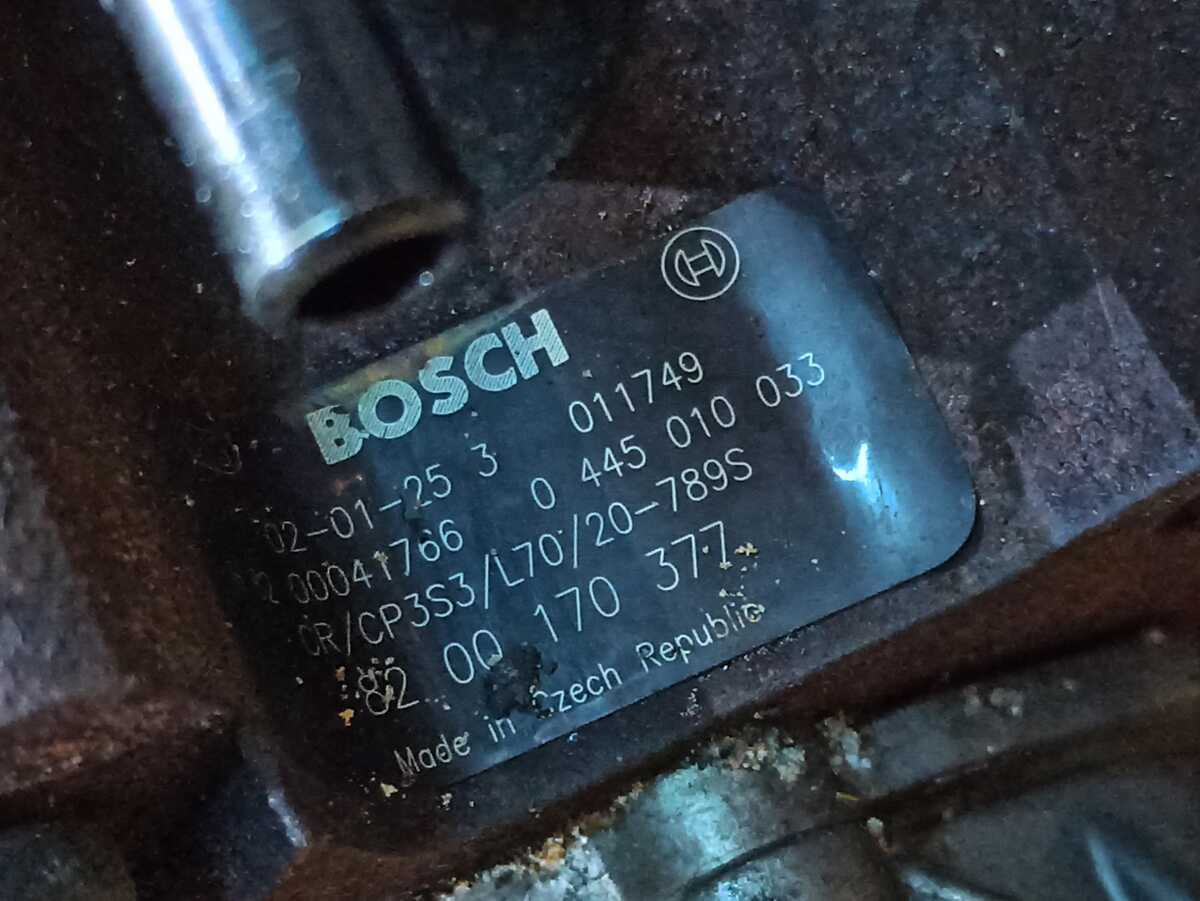 BOSCH
02-01-25 3 011749
00041766 0 445 010 033
CR/CP3S3/L70/20-789S
82 00 170 377
Made in Czech Republic